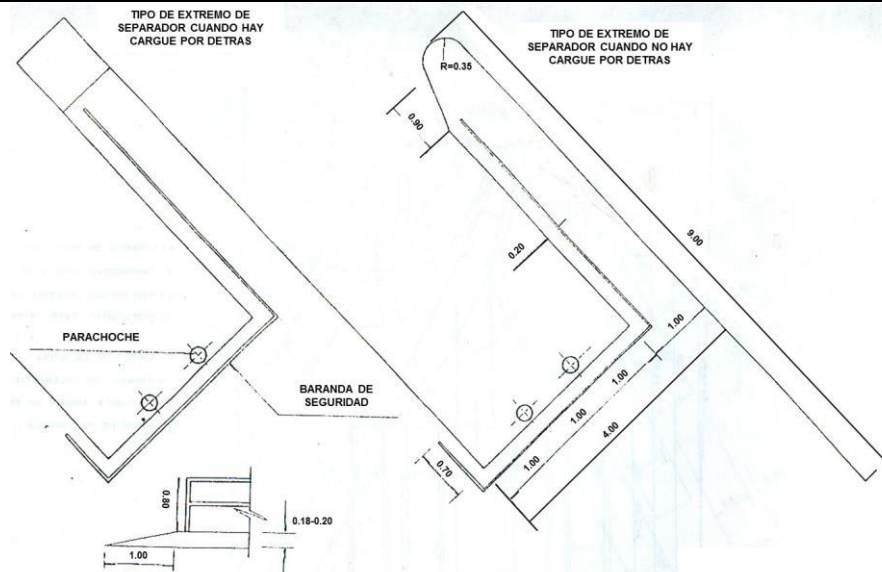 TIPO DE EXTREMO DE
SEPARADOR CUANDO HAY
CARGUE POR DETRAS
TIPO DE EXTREMO DE
SEPARADOR CUANDO NO HAY
CARGUE POR DETRAS
R=0.35
0.90
9.00
0.20
PARACHOCHE
1.00
1.00
BARANDA DE
SEGURIDAD
1.00
4.00
1.00
0.70
0.80
0.18-0.20
1.00